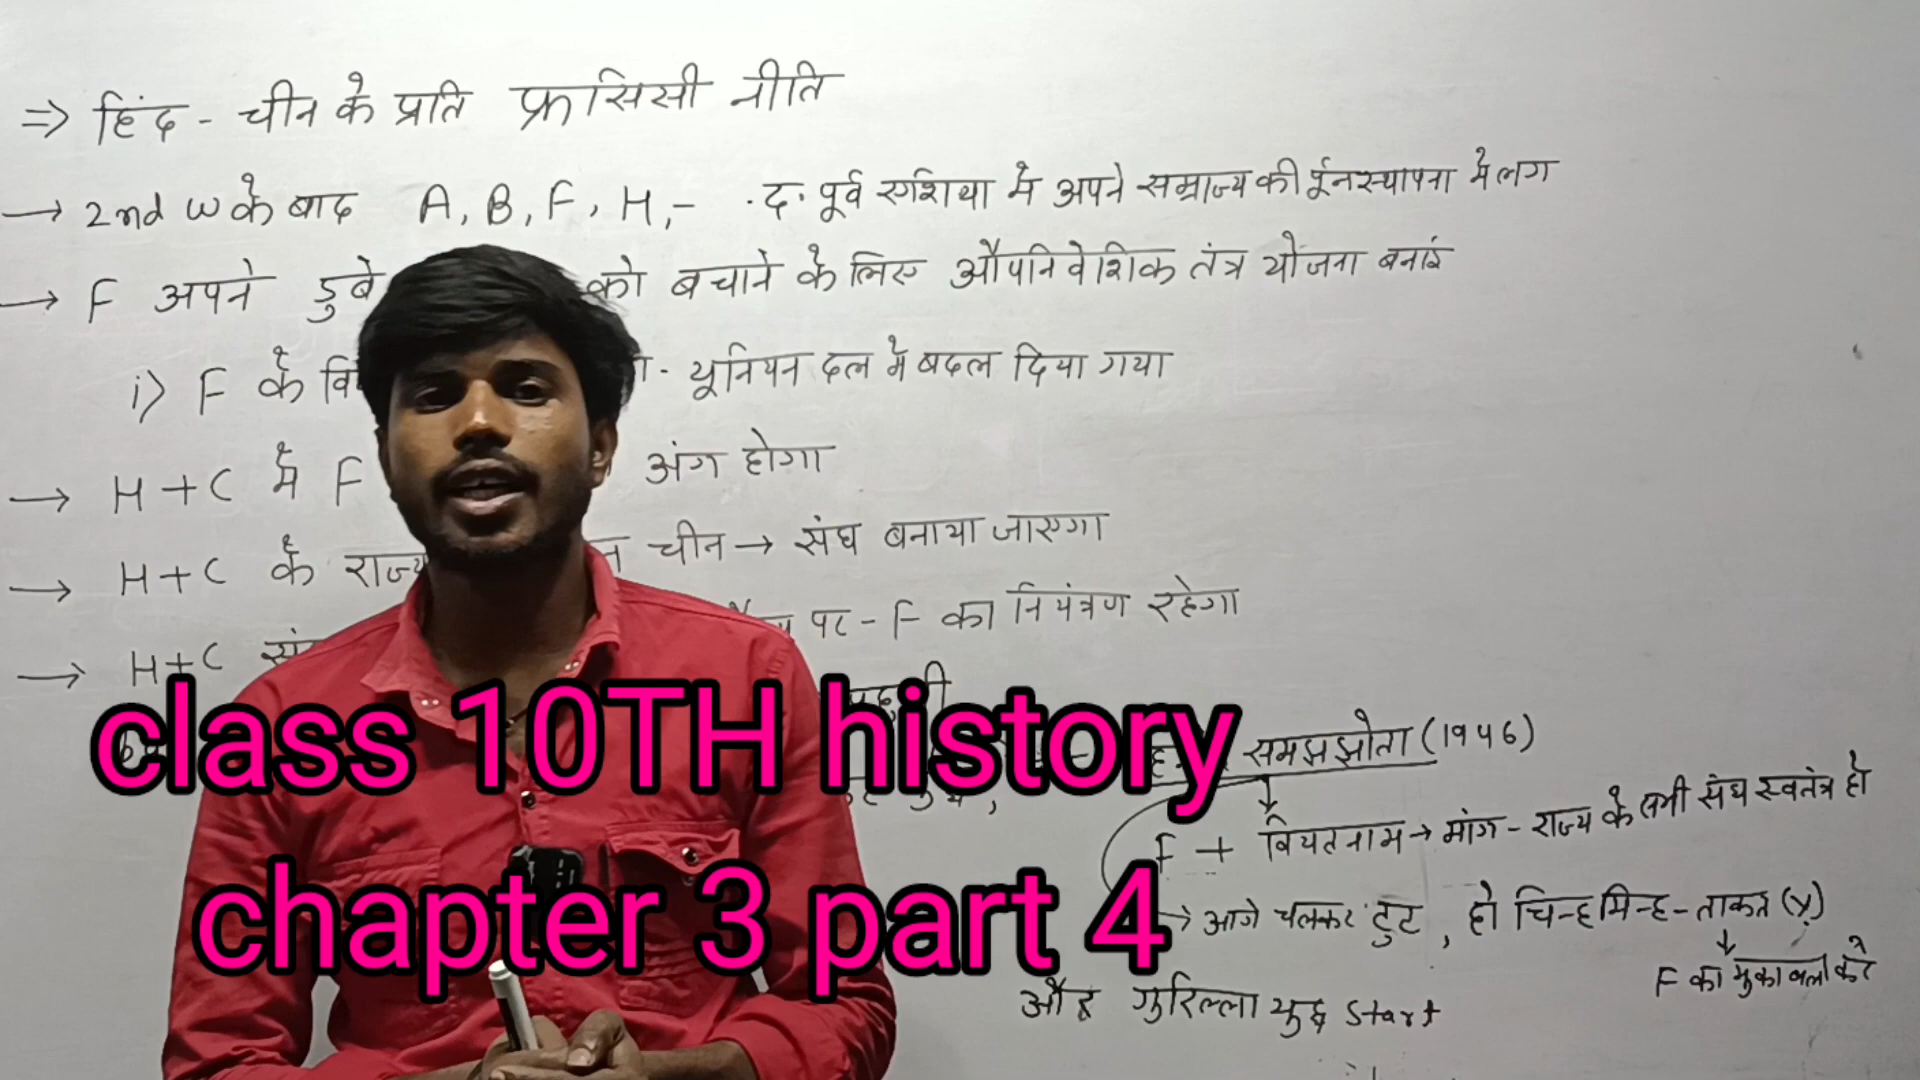 ⇒ हिंद - चीन के प्रति फ्रासिसी नीति
→ 2nd W के बाद A, B, F, H, - द. पूर्व एशिया मे अपने सम्राज्य की र्पूनस्थापना मे लग
→ F अपने डुबे को बचाने के लिए औपनिवेशिक तंत्र योजना बनाई
i) F के यूनियन दल मे बदल दिया गया
→ H+C मे F अंग होगा
→ H+C के राज्य चीन → संघ बनाया जाएगा
→ H+C पर - F का नियंत्रण रहेगा
समझझोता (1946)
F + वियतनाम → मांग - राज्य के सभी संघ स्वतंत्र हो
→ आगे चलकर टुट, हो चिन्ह मिन्ह - ताकत (x)
↓ F का मुकाबला करे
और गुरिल्ला युद्ध start
class 10TH history
chapter 3 part 4